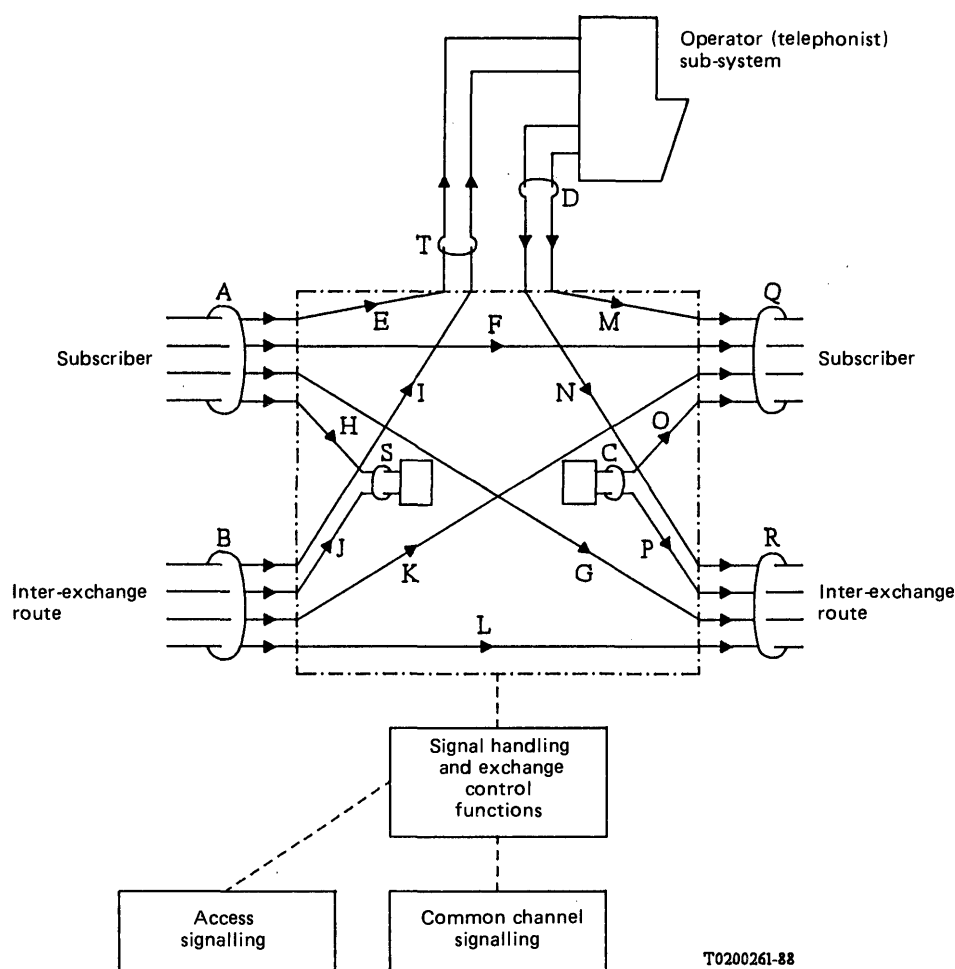 Operator (telephonist)
sub-system
D
T
A
Q
E
M
F
Subscriber
Subscriber
I
N
H
O
S
C
B
R
J
P
K
G
Inter-exchange
route
Inter-exchange
route
L
Signal handling
and exchange
control
functions
Access
signalling
Common channel
signalling
T0200261-88